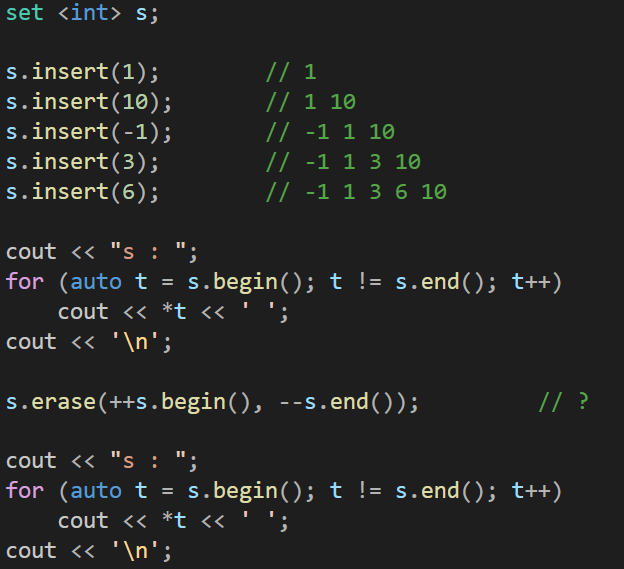 set <int> s;
s.insert(1);        // 1
s.insert(10);       // 1 10
s.insert(-1);       // -1 1 10
s.insert(3);        // -1 1 3 10
s.insert(6);        // -1 1 3 6 10
cout << "s : ";
for (auto t = s.begin(); t != s.end(); t++)
    cout << *t << ' ';
cout << '\n';
s.erase(++s.begin(), --s.end());         // ?
cout << "s : ";
for (auto t = s.begin(); t != s.end(); t++)
    cout << *t << ' ';
cout << '\n';